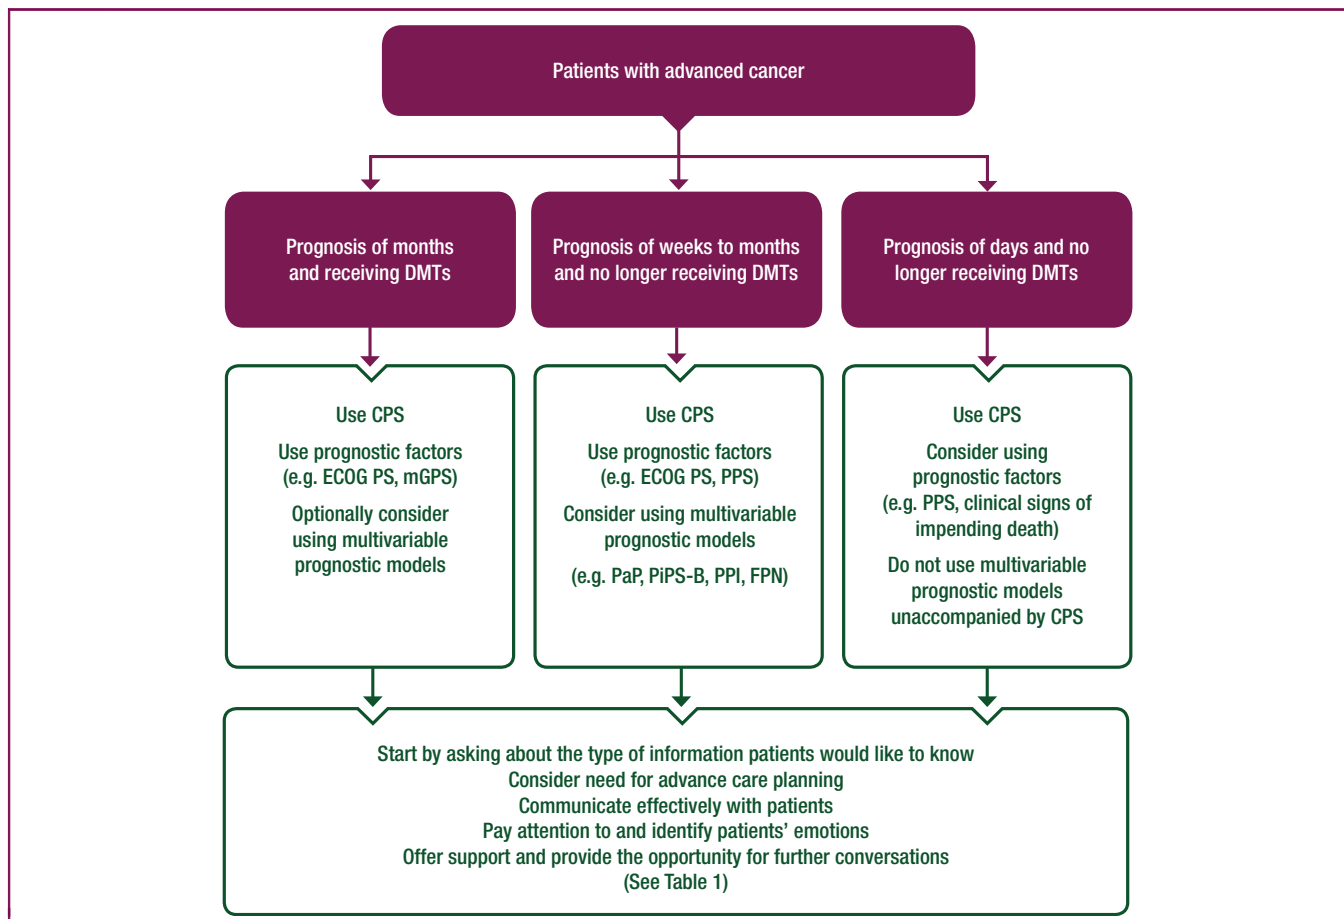 Patients with advanced cancer
Prognosis of months
and receiving DMTs
Prognosis of weeks to months
and no longer receiving DMTs
Prognosis of days and no
longer receiving DMTs
Use CPS
Use prognostic factors
(e.g. ECOG PS, mGPS)
Optionally consider
using multivariable
prognostic models
Use CPS
Use prognostic factors
(e.g. ECOG PS, PPS)
Consider using multivariable
prognostic models
(e.g. PaP, PiPS-B, PPI, FPN)
Use CPS
Consider using
prognostic factors
(e.g. PPS, clinical signs of
impending death)
Do not use multivariable
prognostic models
unaccompanied by CPS
Start by asking about the type of information patients would like to know
Consider need for advance care planning
Communicate effectively with patients
Pay attention to and identify patients’ emotions
Offer support and provide the opportunity for further conversations
(See Table 1)